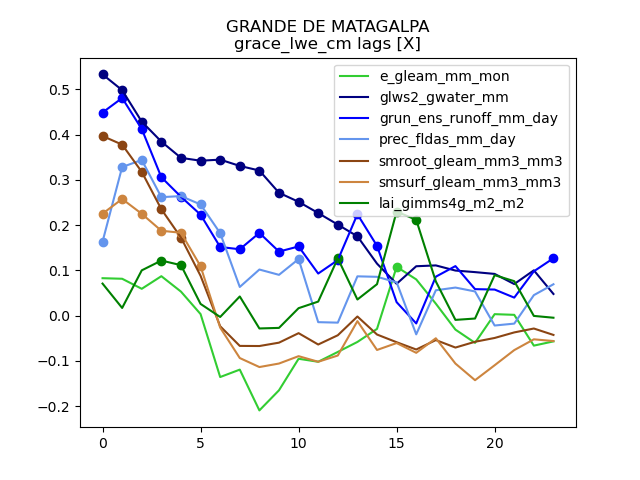 GRANDE DE MATAGALPA
grace_lwe_cm lags [X]
e_gleam_mm_mon
glws2_gwater_mm
grun_ens_runoff_mm_day
prec_fldas_mm_day
smroot_gleam_mm3_mm3
smsurf_gleam_mm3_mm3
lai_gimms4g_m2_m2
0.5
0.4
0.3
0.2
0.1
0.0
−0.1
−0.2
0 5 10 15 20